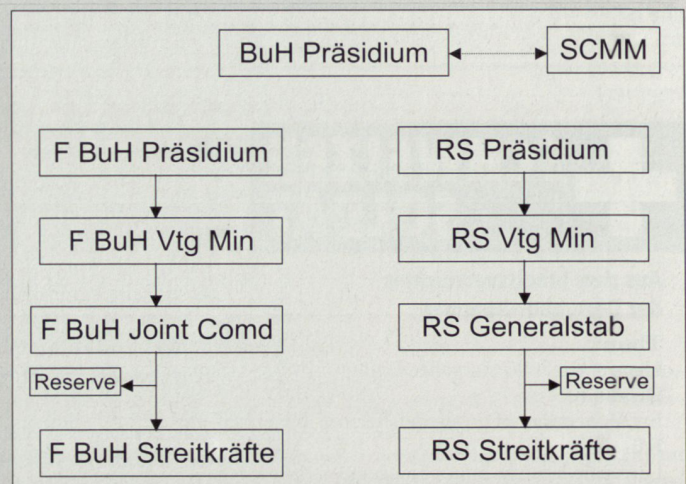 BuH Präsidium
SCMM
F BuH Präsidium
RS Präsidium
F BuH Vtg Min
RS Vtg Min
F BuH Joint Comd
RS Generalstab
Reserve
Reserve
F BuH Streitkräfte
RS Streitkräfte